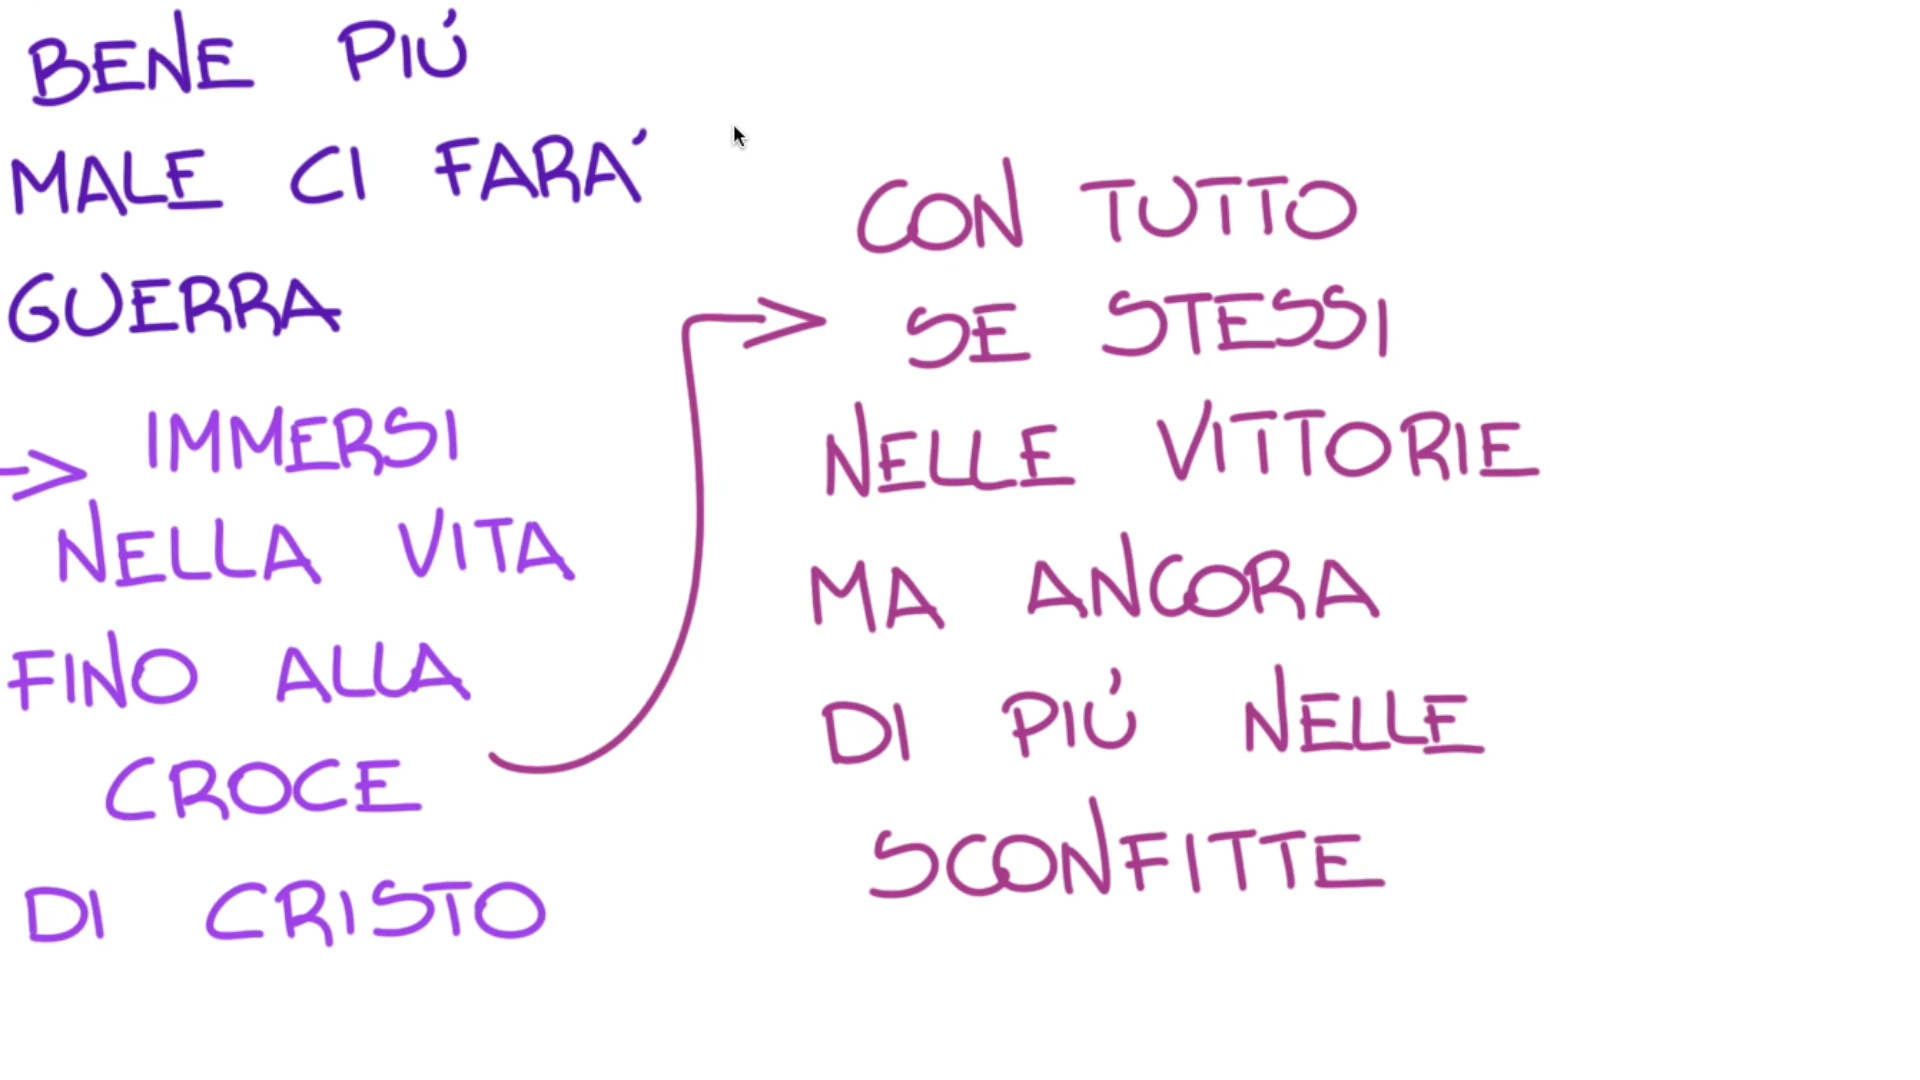 BENE PIÚ
MALE CI FARA'
GUERRA
IMMERSI
NELLA VITA
FINO ALLA
CROCE
DI CRISTO
CON TUTTO
SE STESSI
NELLE VITTORIE
MA ANCORA
DI PIÚ NELLE
SCONFITTE